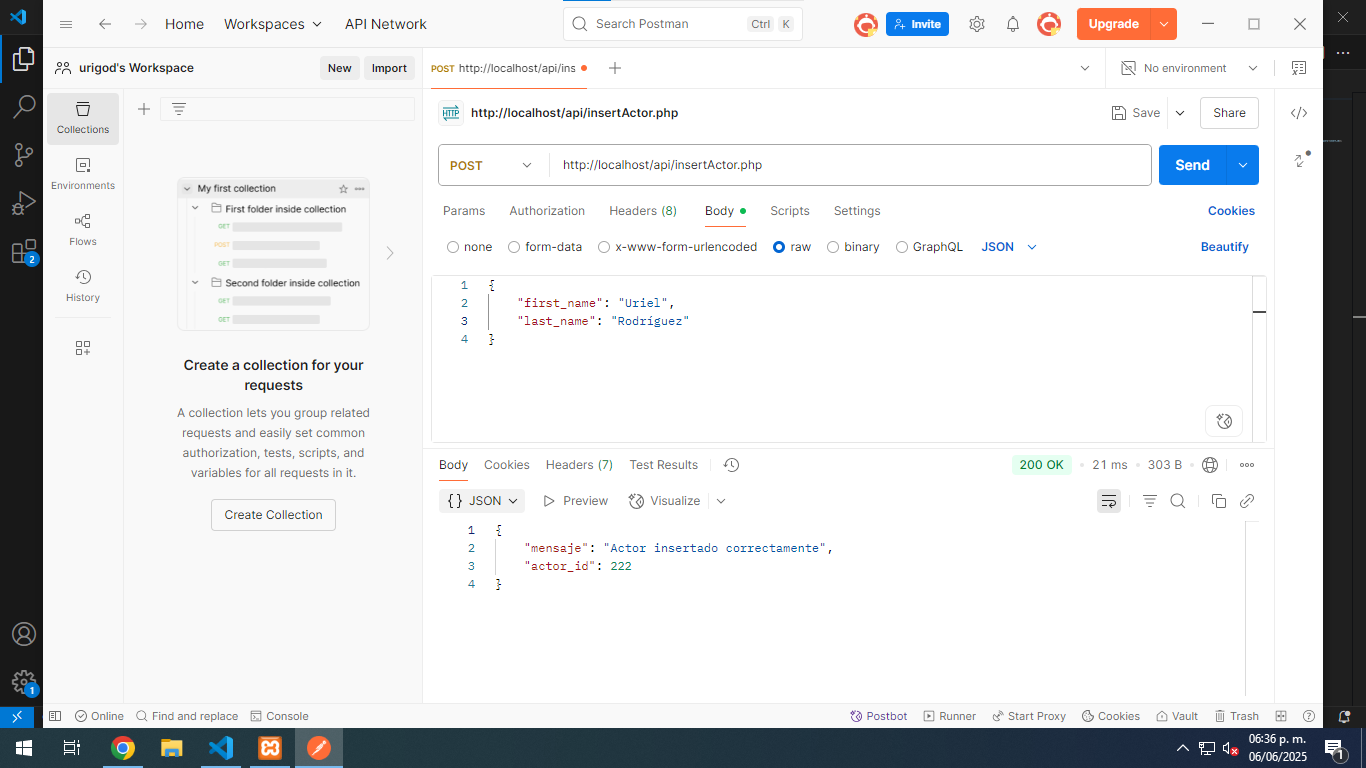 Home Workspaces API Network Search Postman Ctrl K Invite Upgrade
urigod's Workspace New Import POST http://localhost/api/ins No environment
Collections
Environments
Flows
History
2
My first collection
First folder inside collection
GET
POST
GET
Second folder inside collection
GET
GET
Create a collection for your
requests
A collection lets you group related
requests and easily set common
authorization, tests, scripts, and
variables for all requests in it.
Create Collection
HTTP http://localhost/api/insertActor.php Save Share
POST http://localhost/api/insertActor.php Send
Params Authorization Headers (8) Body Scripts Settings Cookies
none form-data x-www-form-urlencoded raw binary GraphQL JSON Beautify
1 {
2 "first_name": "Uriel",
3 "last_name": "Rodríguez"
4 }
Body Cookies Headers (7) Test Results 200 OK 21 ms 303 B
{} JSON Preview Visualize
1 {
2 "mensaje": "Actor insertado correctamente",
3 "actor_id": 222
4 }
1
Online Find and replace Console Postbot Runner Start Proxy Cookies Vault Trash
06:36 p. m.
06/06/2025
1